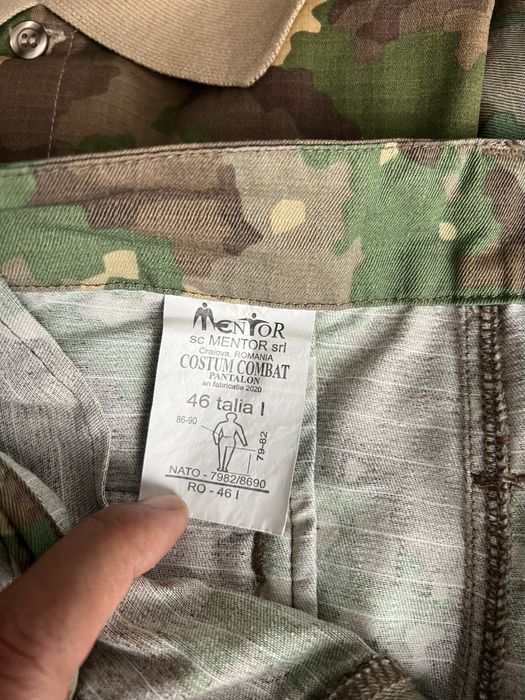 MENTOR
sc MENTOR srl
Craiova, ROMANIA
COSTUM COMBAT
PANTALON
an fabricatie 2020
46 talia I
86-90
79-82
I
NATO - 7982/8690
RO - 46 I